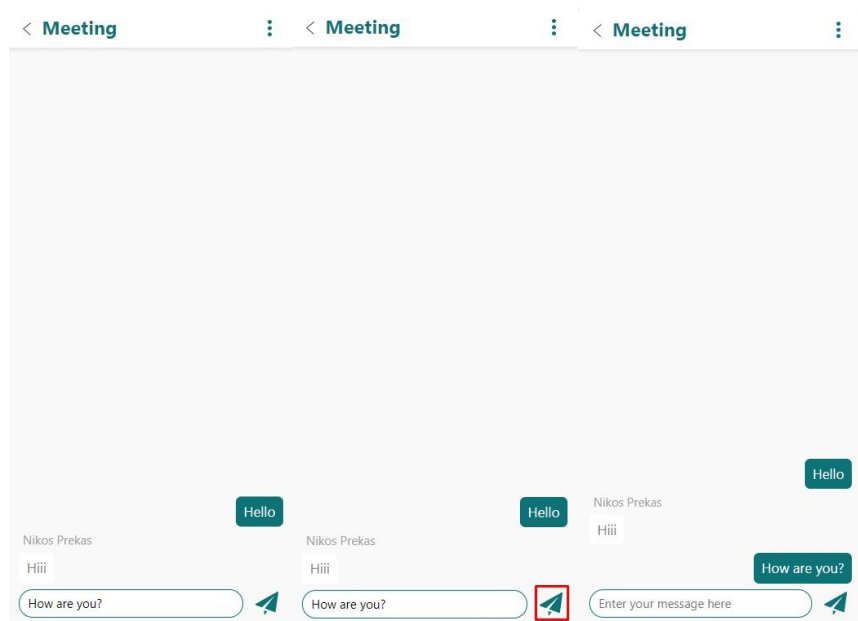 Meeting
Hello
Nikos Prekas
Hiii
How are you?
Meeting
Hello
Nikos Prekas
Hiii
How are you?
Meeting
Hello
Nikos Prekas
Hiii
How are you?
Enter your message here